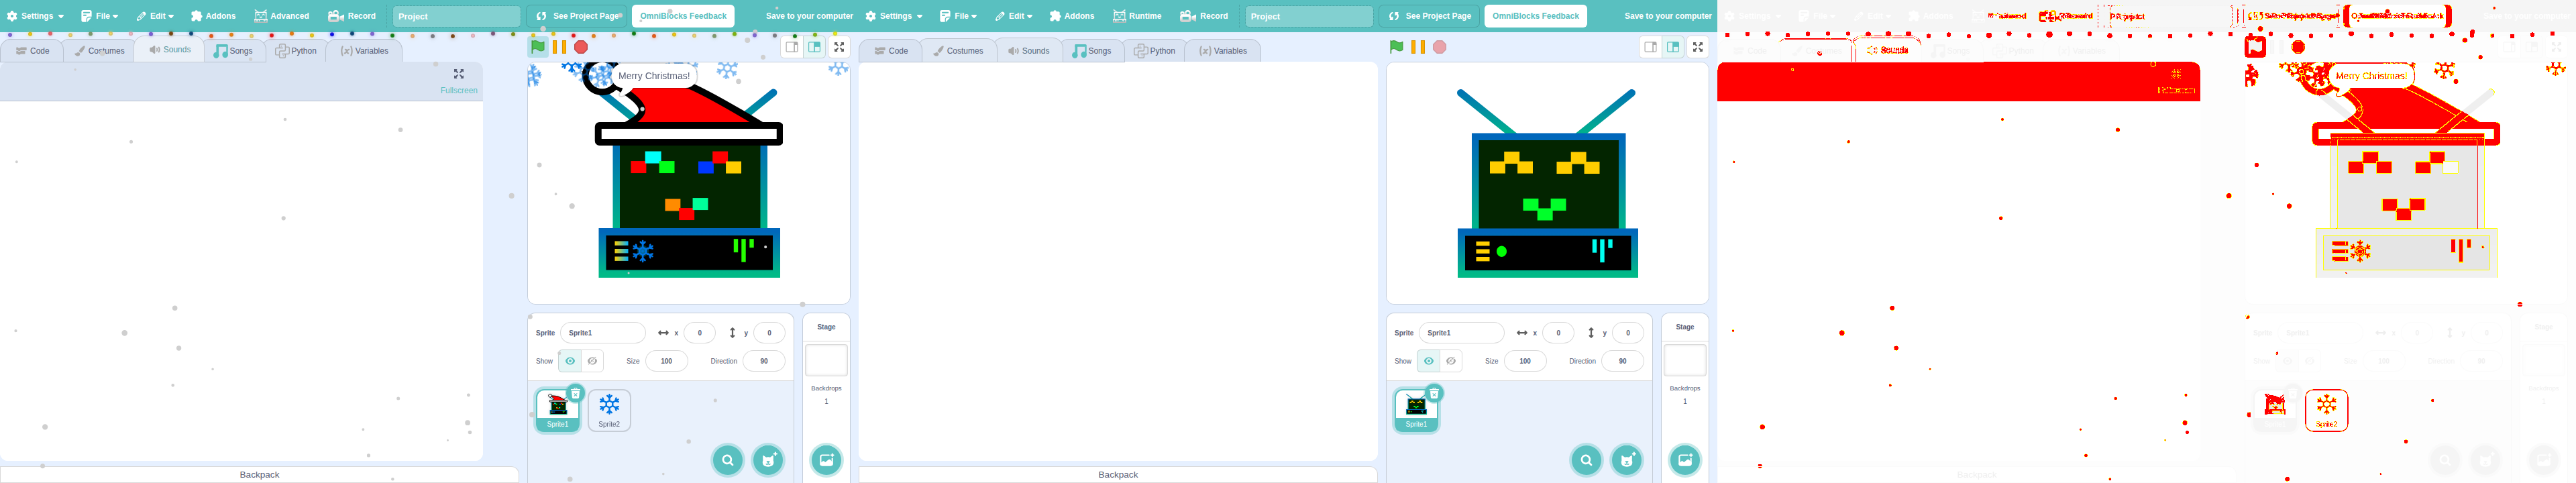 Settings File Edit Addons Advanced Record Project See Project Page OmniBlocks Feedback Save to your computer
Code Costumes Sounds Songs Python (x) Variables
Fullscreen
Merry Christmas!
Sprite Sprite1 x 0 y 0
Show Size 100 Direction 90
Stage
Backdrops
1
Sprite1 Sprite2
Backpack
Settings File Edit Addons Runtime Record Project See Project Page OmniBlocks Feedback Save to your computer
Code Costumes Sounds Songs Python (x) Variables
Sprite Sprite1 x 0 y 0
Show Size 100 Direction 90
Stage
Backdrops
1
Sprite1
Backpack
Sounds
Merry Christmas!
Sprite2
Backpack